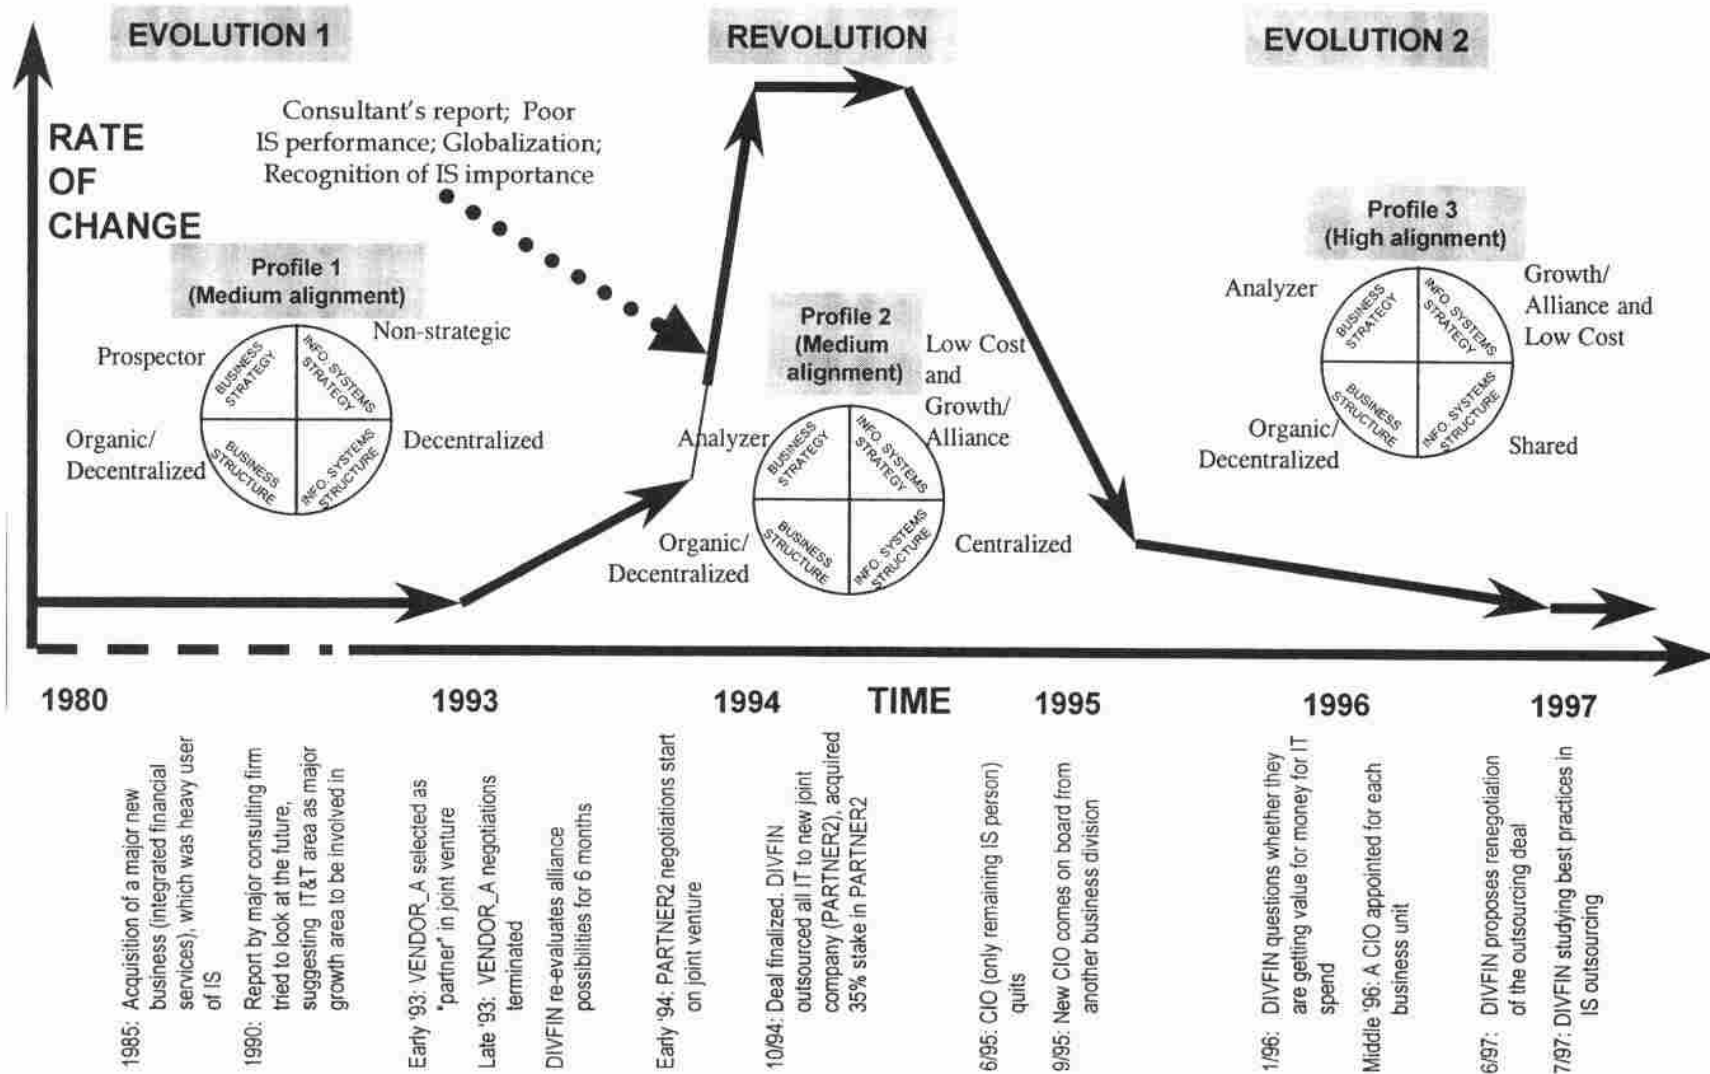 EVOLUTION 1
REVOLUTION
EVOLUTION 2
RATE
OF
CHANGE
Consultant's report; Poor
IS performance; Globalization;
Recognition of IS importance
Profile 1
(Medium alignment)
Prospector
Non-strategic
Organic/
Decentralized
Decentralized
BUSINESS
STRATEGY
INFO. SYSTEMS
STRATEGY
BUSINESS
STRUCTURE
INFO. SYSTEMS
STRUCTURE
Profile 2
(Medium
alignment)
Analyzer
Low Cost
and
Growth/
Alliance
Organic/
Decentralized
Centralized
BUSINESS
STRATEGY
INFO. SYSTEMS
STRATEGY
BUSINESS
STRUCTURE
INFO. SYSTEMS
STRUCTURE
Profile 3
(High alignment)
Analyzer
Growth/
Alliance and
Low Cost
Organic/
Decentralized
Shared
BUSINESS
STRATEGY
INFO. SYSTEMS
STRATEGY
BUSINESS
STRUCTURE
INFO. SYSTEMS
STRUCTURE
1980
1993
1994
TIME
1995
1996
1997
1985: Acquisition of a major new
business (integrated financial
services), which was heavy user
of IS
1990: Report by major consulting firm
tried to look at the future,
suggesting IT&T area as major
growth area to be involved in
Early '93: VENDOR_A selected as
"partner" in joint venture
Late '93: VENDOR_A negotiations
terminated
DIVFIN re-evaluates alliance
possibilities for 6 months
Early '94: PARTNER2 negotiations start
on joint venture
10/94: Deal finalized. DIVFIN
outsourced all IT to new joint
company (PARTNER2), acquired
35% stake in PARTNER2
6/95: CIO (only remaining IS person)
quits
9/95: New CIO comes on board from
another business division
1/96: DIVFIN questions whether they
are getting value for money for IT
spend
Middle '96: A CIO appointed for each
business unit
6/97: DIVFIN proposes renegotiation
of the outsourcing deal
7/97: DIVFIN studying best practices in
IS outsourcing